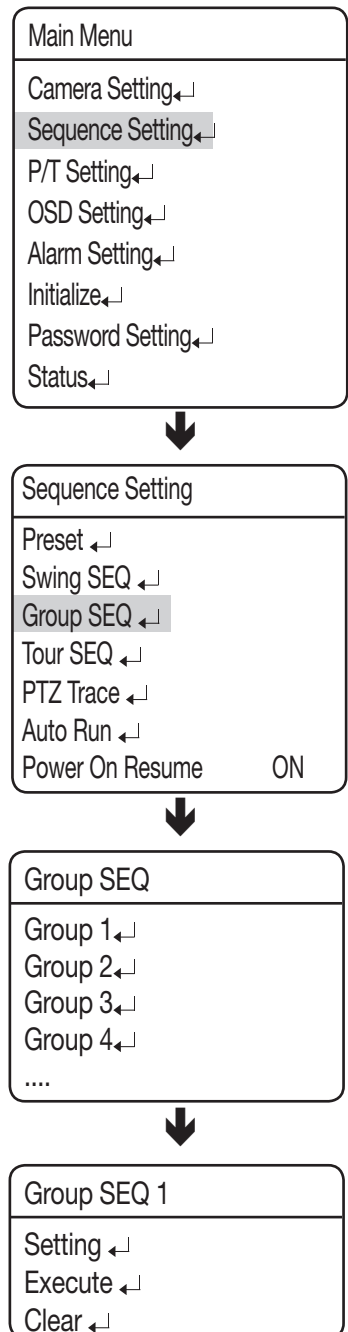 Main Menu
Camera Setting↵
Sequence Setting↵
P/T Setting↵
OSD Setting↵
Alarm Setting↵
Initialize↵
Password Setting↵
Status↵
Sequence Setting
Preset ↵
Swing SEQ ↵
Group SEQ ↵
Tour SEQ ↵
PTZ Trace ↵
Auto Run ↵
Power On Resume ON
Group SEQ
Group 1↵
Group 2↵
Group 3↵
Group 4↵
....
Group SEQ 1
Setting ↵
Execute ↵
Clear ↵